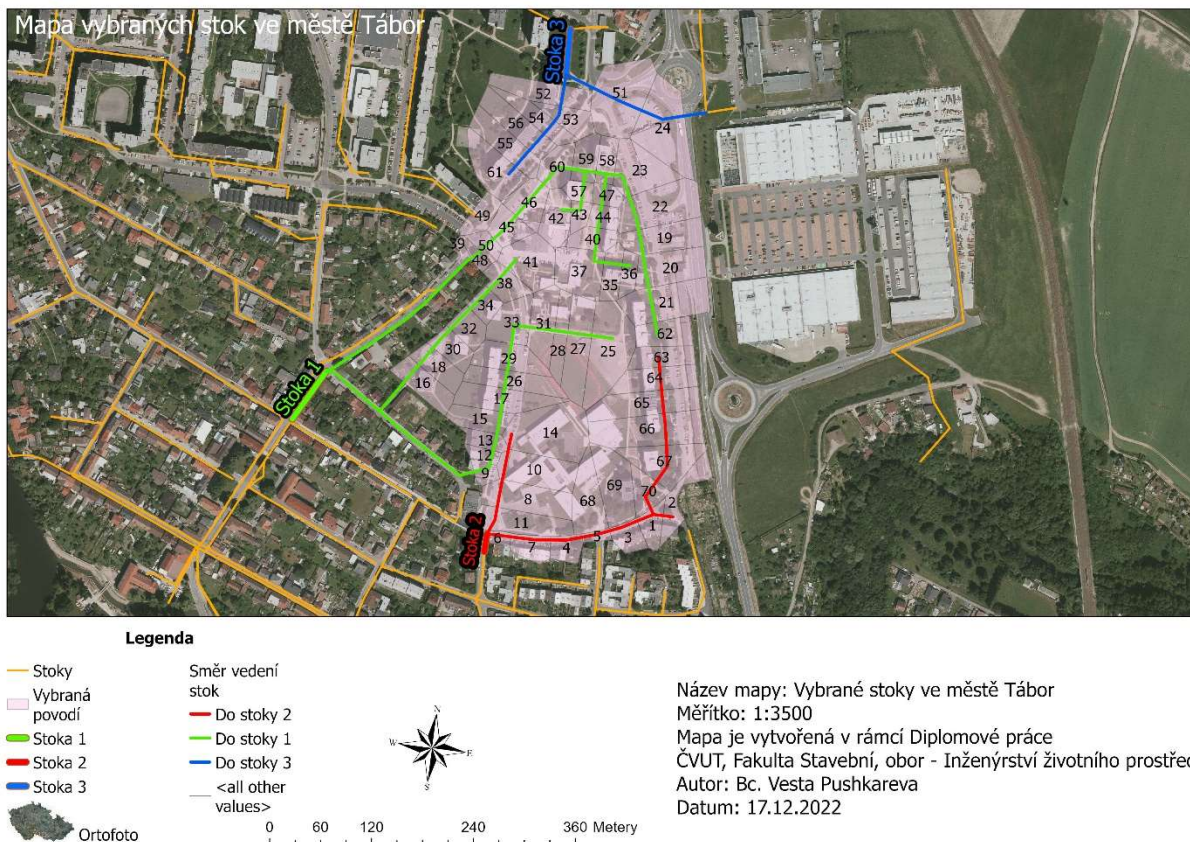 Mapa vybraných stok ve městě Tábor
Stoka 3
52
51
54
53
56
24
55
61
59
58
60
23
57
47
46
22
49
42
43
44
45
19
39
50
40
48
41
37
36
20
38
35
21
34
33
31
62
32
30
28
27
25
63
29
18
64
16
26
Stoka 1
17
65
15
14
66
13
12
9
10
67
69
70
8
68
2
11
1
Stoka 2
6
7
4
5
3
Legenda
Stoky
Vybraná
povodí
Stoka 1
Stoka 2
Stoka 3
Ortofoto
Směr vedení
stok
Do stoky 2
Do stoky 1
Do stoky 3
<all other
values>
N
W
E
S
0 60 120 240 360 Metery
Název mapy: Vybrané stoky ve městě Tábor
Měřítko: 1:3500
Mapa je vytvořená v rámci Diplomové práce
ČVUT, Fakulta Stavební, obor - Inženýrství životního prostřed
Autor: Bc. Vesta Pushkareva
Datum: 17.12.2022